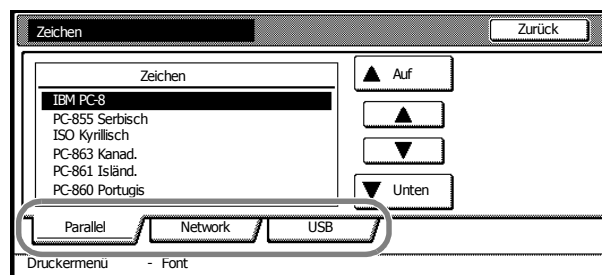 Zeichen
Zurück
Zeichen
IBM PC-8
PC-855 Serbisch
ISO Kyrillisch
PC-863 Kanad.
PC-861 Isländ.
PC-860 Portugis
Auf
Unten
Parallel Network USB
Druckermenü - Font